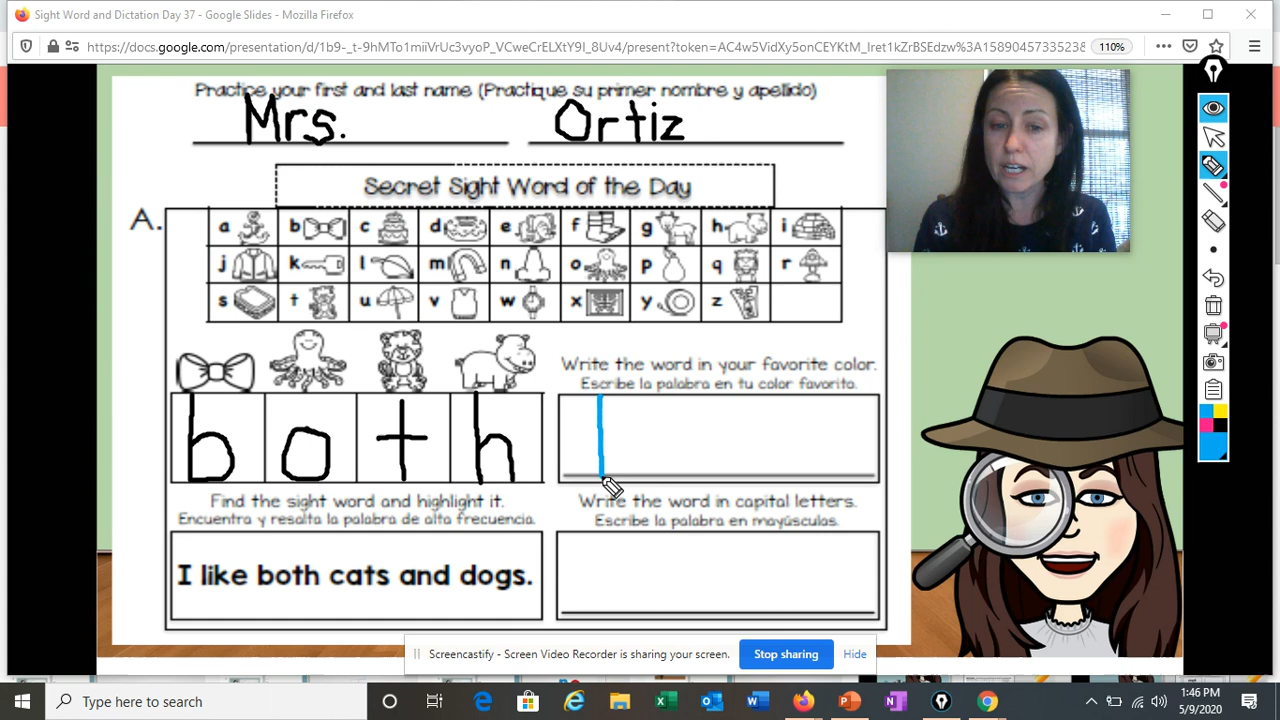 Sight Word and Dictation Day 37 - Google Slides - Mozilla Firefox
110%
Practice your first and last name (Practique su primer nombre y apellido)
Mrs. Ortiz
Secret Sight Word of the Day
A.
a b c d e f g h i
j k l m n o p q r
s t u v w x y z
Write the word in your favorite color.
Escribe la palabra en tu color favorito.
b o t h
Find the sight word and highlight it.
Encuentra y resalta la palabra de alta frecuencia.
Write the word in capital letters.
Escribe la palabra en mayúsculas.
I like both cats and dogs.
Screencastify - Screen Video Recorder is sharing your screen.
Stop sharing
Hide
Type here to search
1:46 PM
5/9/2020